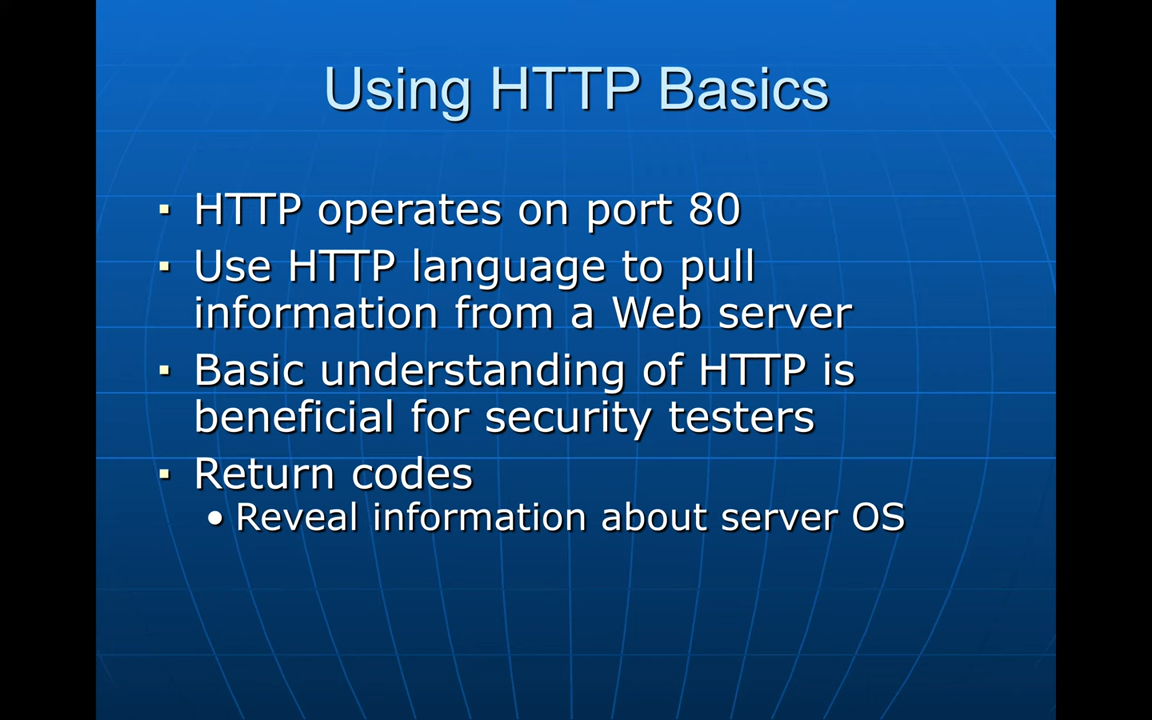 Using HTTP Basics
▪ HTTP operates on port 80
▪ Use HTTP language to pull
information from a Web server
▪ Basic understanding of HTTP is
beneficial for security testers
▪ Return codes
• Reveal information about server OS